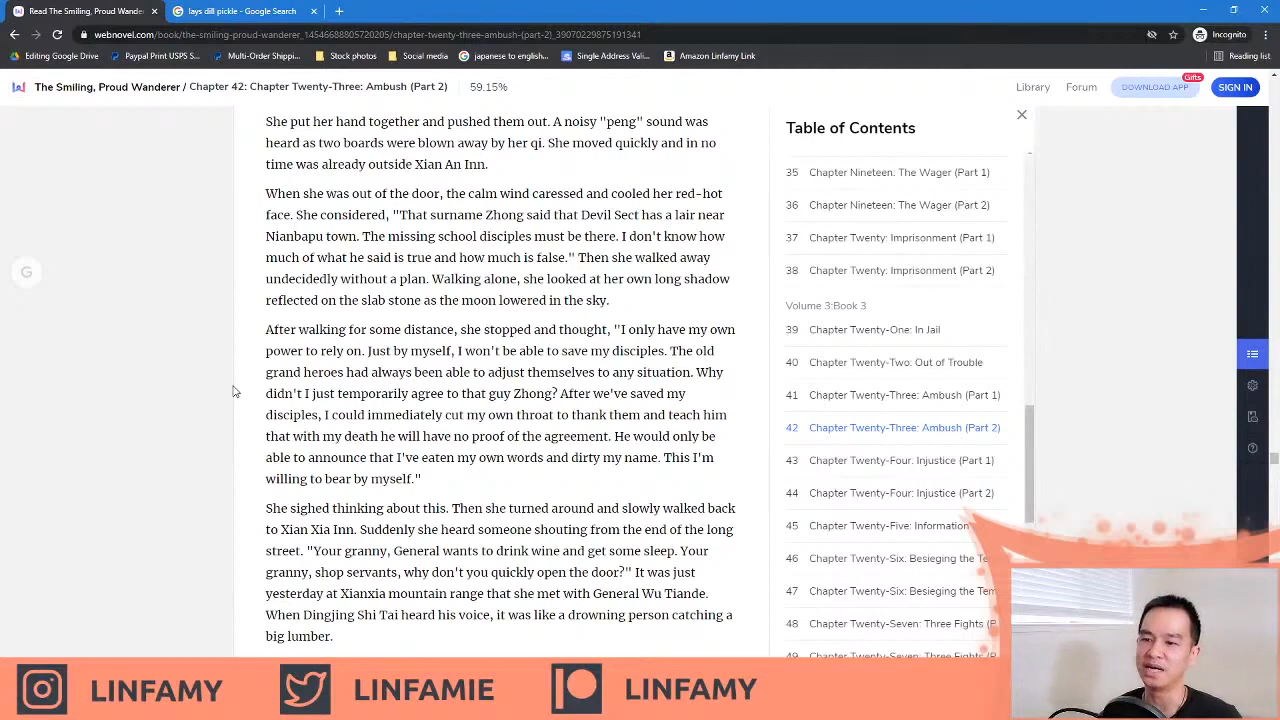 Read The Smiling, Proud Wande
lays dill pickle - Google Search
webnovel.com/book/the-smiling-proud-wanderer_14546688805720205/chapter-twenty-three-ambush-(part-2)_39070229875191341
Incognito
Editing Google Drive
Paypal Print USPS S...
Multi-Order Shippi...
Stock photos
Social media
japanese to english...
Single Address Vali...
Amazon Linfamy Link
Reading list
The Smiling, Proud Wanderer / Chapter 42: Chapter Twenty-Three: Ambush (Part 2)
59.15%
Library
Forum
Gifts
DOWNLOAD APP
SIGN IN
She put her hand together and pushed them out. A noisy "peng" sound was
heard as two boards were blown away by her qi. She moved quickly and in no
time was already outside Xian An Inn.
When she was out of the door, the calm wind caressed and cooled her red-hot
face. She considered, "That surname Zhong said that Devil Sect has a lair near
Nianbapu town. The missing school disciples must be there. I don't know how
much of what he said is true and how much is false." Then she walked away
undecidedly without a plan. Walking alone, she looked at her own long shadow
reflected on the slab stone as the moon lowered in the sky.
After walking for some distance, she stopped and thought, "I only have my own
power to rely on. Just by myself, I won't be able to save my disciples. The old
grand heroes had always been able to adjust themselves to any situation. Why
didn't I just temporarily agree to that guy Zhong? After we've saved my
disciples, I could immediately cut my own throat to thank them and teach him
that with my death he will have no proof of the agreement. He would only be
able to announce that I've eaten my own words and dirty my name. This I'm
willing to bear by myself."
She sighed thinking about this. Then she turned around and slowly walked back
to Xian Xia Inn. Suddenly she heard someone shouting from the end of the long
street. "Your granny, General wants to drink wine and get some sleep. Your
granny, shop servants, why don't you quickly open the door?" It was just
yesterday at Xianxia mountain range that she met with General Wu Tiande.
When Dingjing Shi Tai heard his voice, it was like a drowning person catching a
big lumber.
G
Table of Contents
35 Chapter Nineteen: The Wager (Part 1)
36 Chapter Nineteen: The Wager (Part 2)
37 Chapter Twenty: Imprisonment (Part 1)
38 Chapter Twenty: Imprisonment (Part 2)
Volume 3:Book 3
39 Chapter Twenty-One: In Jail
40 Chapter Twenty-Two: Out of Trouble
41 Chapter Twenty-Three: Ambush (Part 1)
42 Chapter Twenty-Three: Ambush (Part 2)
43 Chapter Twenty-Four: Injustice (Part 1)
44 Chapter Twenty-Four: Injustice (Part 2)
45 Chapter Twenty-Five: Information
46 Chapter Twenty-Six: Besieging the Tem
47 Chapter Twenty-Six: Besieging the Tem
48 Chapter Twenty-Seven: Three Fights (P
49 Chapter Twenty-Seven: Three Fights (P
LINFAMY
LINFAMIE
LINFAMY